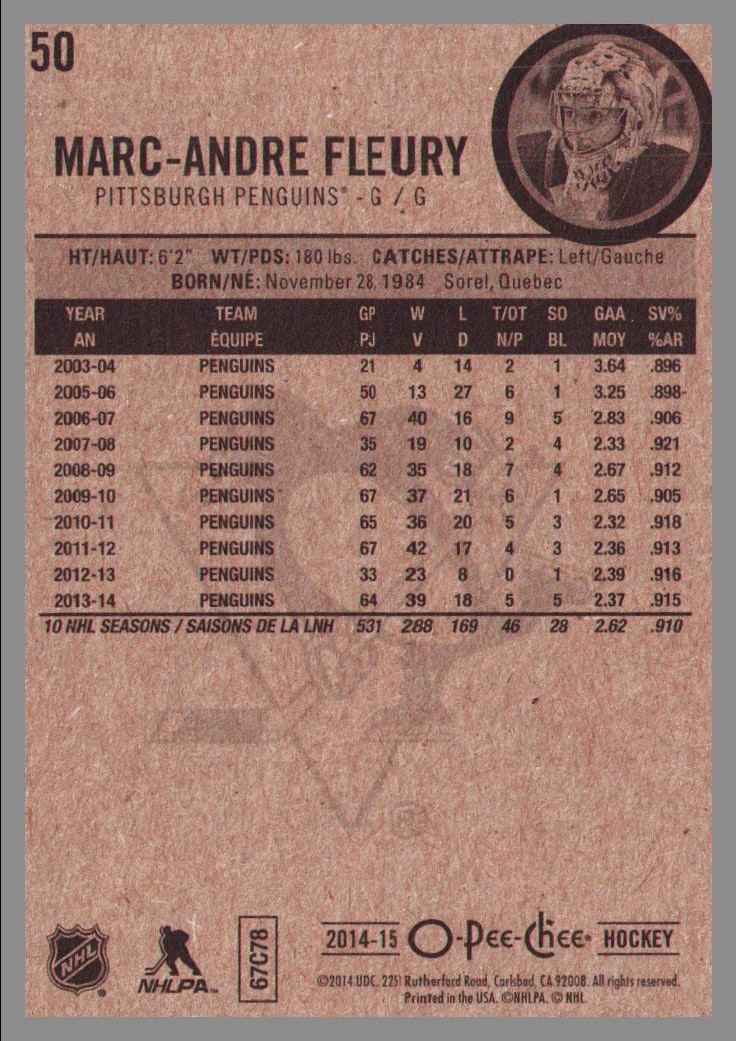 50
MARC-ANDRE FLEURY
PITTSBURGH PENGUINS® - G / G
HT/HAUT: 6'2" WT/PDS: 180 lbs. CATCHES/ATTRAPE: Left/Gauche
BORN/NÉ: November 28, 1984 Sorel, Quebec
YEAR TEAM GP W L T/OT SO GAA SV%
AN ÉQUIPE PJ V D N/P BL MOY %AR
2003-04 PENGUINS 21 4 14 2 1 3.64 .896
2005-06 PENGUINS 50 13 27 6 1 3.25 .898
2006-07 PENGUINS 67 40 16 9 5 2.83 .906
2007-08 PENGUINS 35 19 10 2 4 2.33 .921
2008-09 PENGUINS 62 35 18 7 4 2.67 .912
2009-10 PENGUINS 67 37 21 6 1 2.65 .905
2010-11 PENGUINS 65 36 20 5 3 2.32 .918
2011-12 PENGUINS 67 42 17 4 3 2.36 .913
2012-13 PENGUINS 33 23 8 0 1 2.39 .916
2013-14 PENGUINS 64 39 18 5 5 2.37 .915
10 NHL SEASONS / SAISONS DE LA LNH 531 288 169 46 28 2.62 .910
®
NHL®
NHLPA™
67C78
2014-15 O-Pee-Chee® HOCKEY
©2014 UDC. 2251 Rutherford Road, Carlsbad, CA 92008. All rights reserved.
Printed in the USA. ©NHLPA. © NHL.